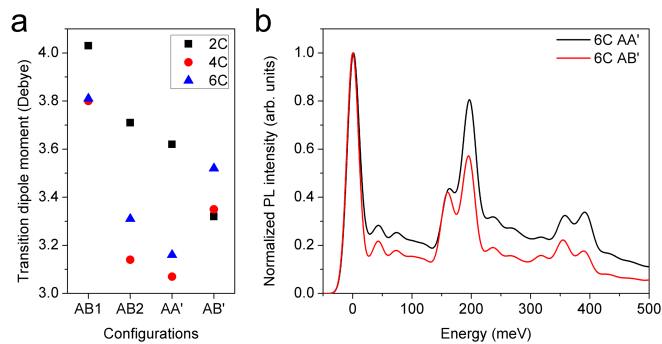 a
Transition dipole moment (Debye)
4.0
3.8
3.6
3.4
3.2
3.0
2C
4C
6C
AB1 AB2 AA' AB'
Configurations
b
Normalized PL intensity (arb. units)
1.0
0.8
0.6
0.4
0.2
0.0
6C AA'
6C AB'
0 100 200 300 400 500
Energy (meV)